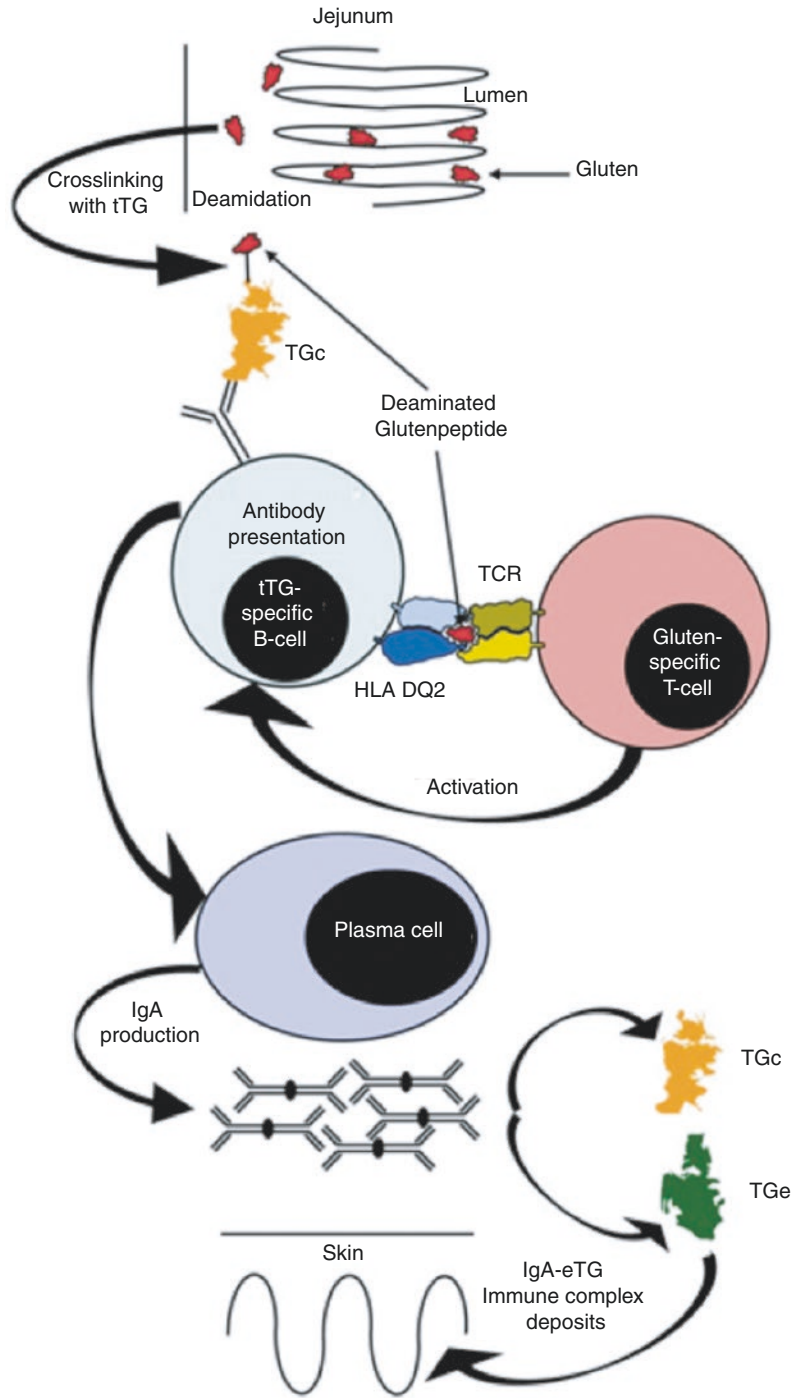 Jejunum
Lumen
Gluten
Crosslinking
with tTG
Deamidation
TGc
Deaminated
Glutenpeptide
Antibody
presentation
tTG-
specific
B-cell
TCR
HLA DQ2
Gluten-
specific
T-cell
Activation
Plasma cell
IgA
production
TGc
TGe
Skin
IgA-eTG
Immune complex
deposits